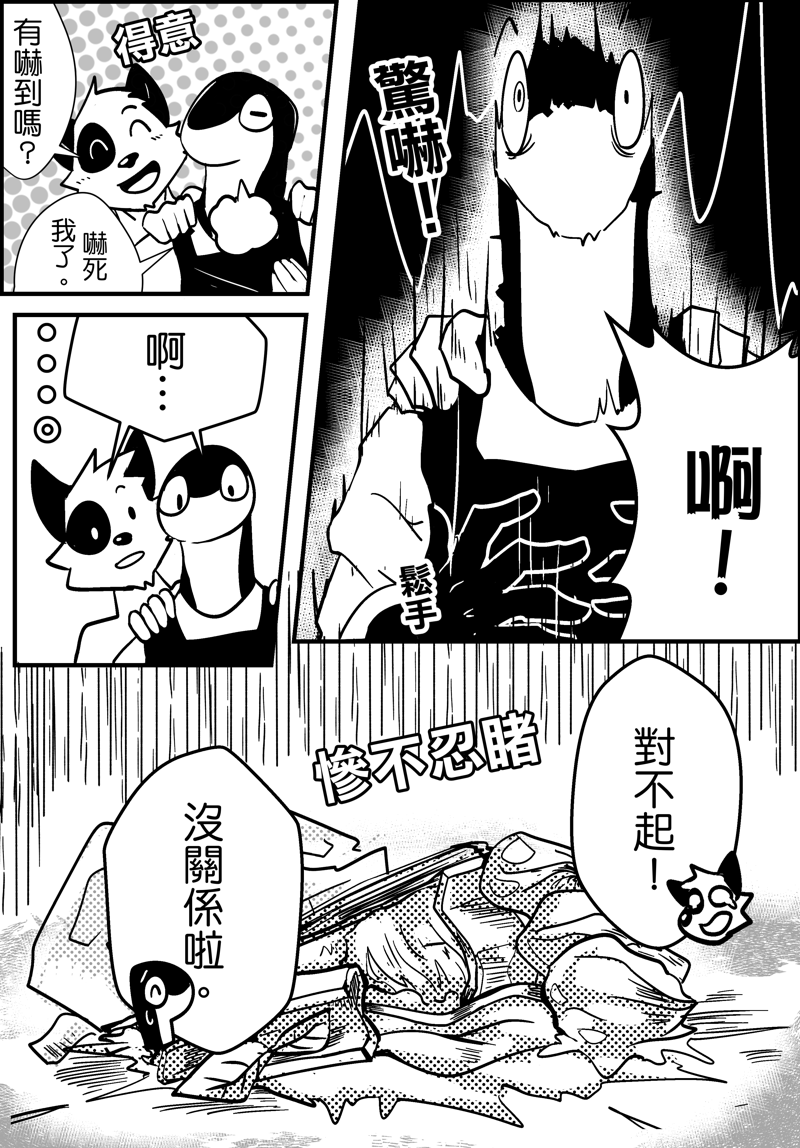 驚嚇！
啊！
鬆手
得意
有嚇到嗎？
嚇死
我了。
啊…
對不起！
慘不忍睹
沒關係啦。